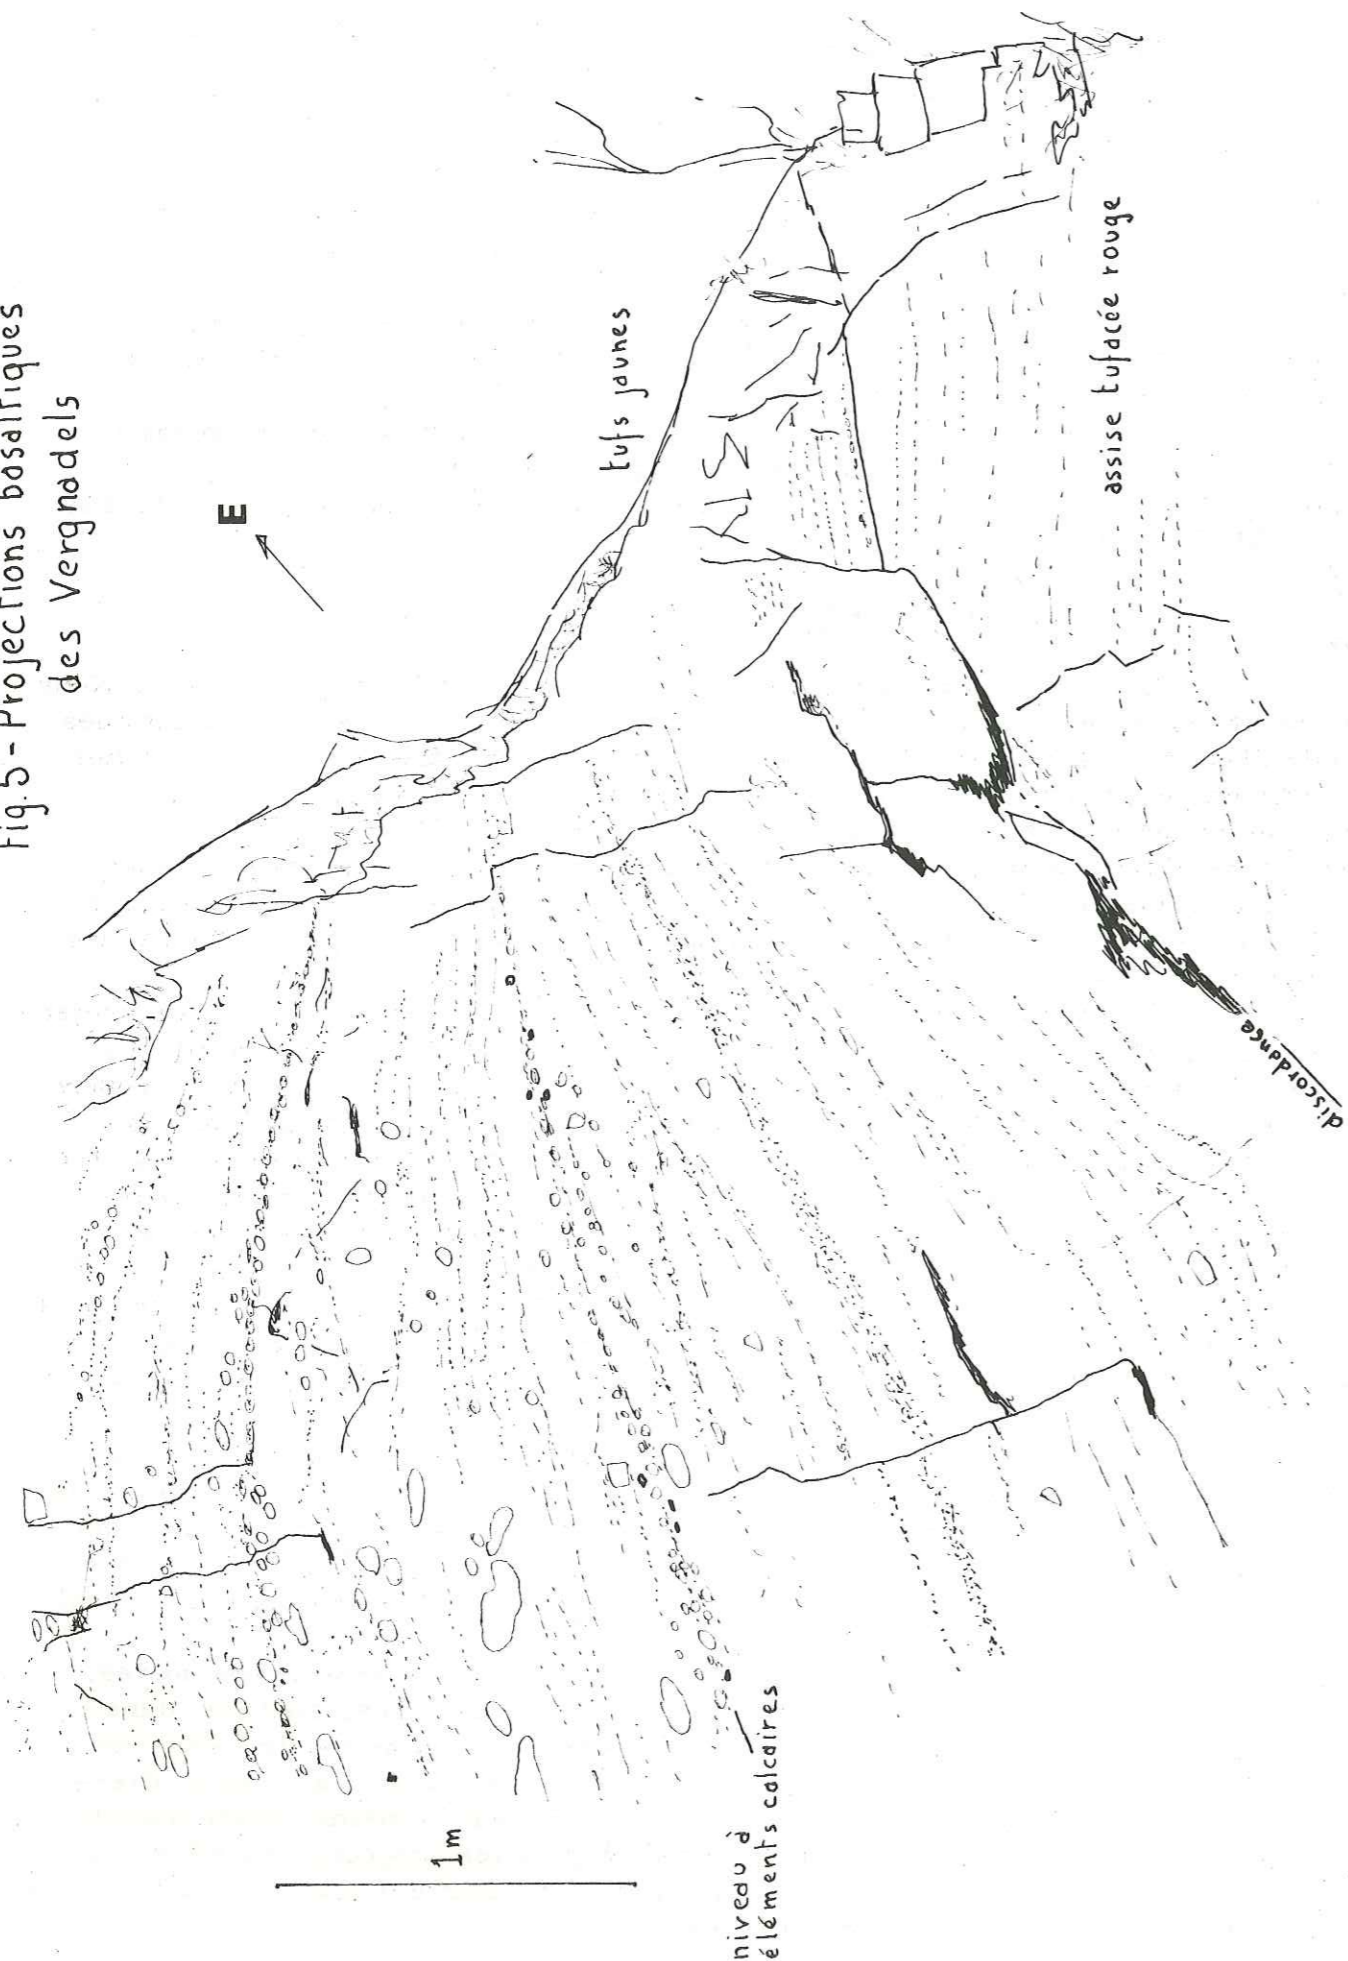 Fig.5 - Projections basaltiques
des Vergnadels
E
tufs jaunes
assise tufacée rouge
discordance
1m
niveau à
éléments calcaires